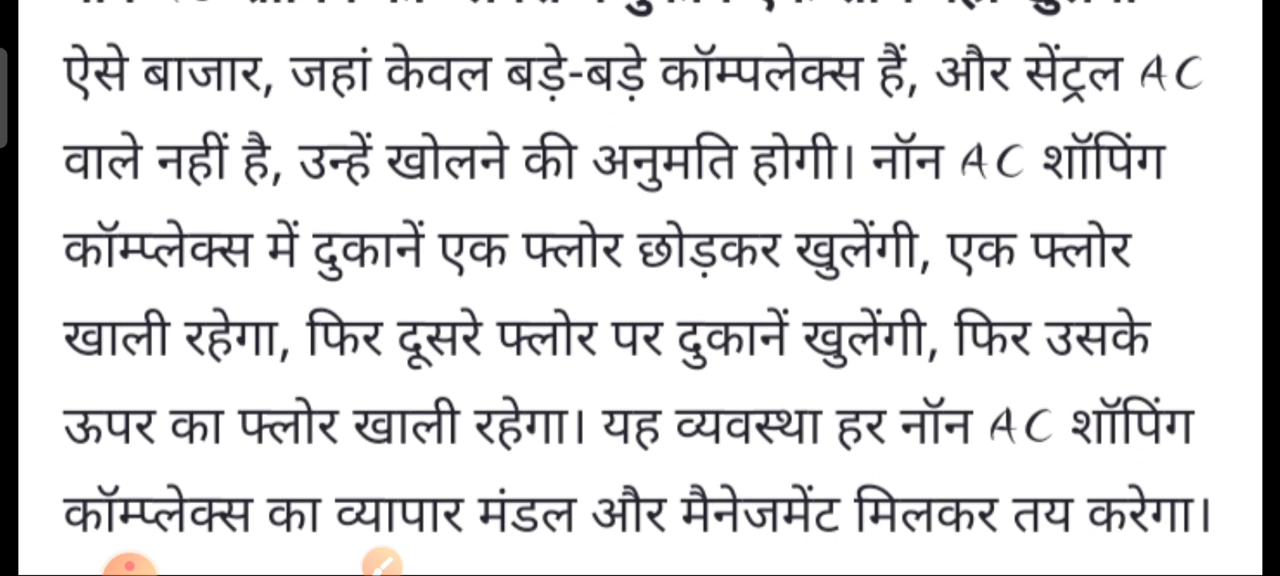 ऐसे बाजार, जहां केवल बड़े-बड़े कॉम्पलेक्स हैं, और सेंट्रल AC
वाले नहीं है, उन्हें खोलने की अनुमति होगी। नॉन AC शॉपिंग
कॉम्प्लेक्स में दुकानें एक फ्लोर छोड़कर खुलेंगी, एक फ्लोर
खाली रहेगा, फिर दूसरे फ्लोर पर दुकानें खुलेंगी, फिर उसके
ऊपर का फ्लोर खाली रहेगा। यह व्यवस्था हर नॉन AC शॉपिंग
कॉम्प्लेक्स का व्यापार मंडल और मैनेजमेंट मिलकर तय करेगा।